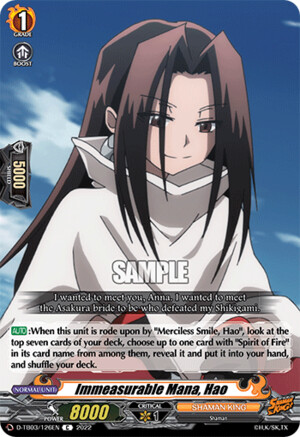 1
GRADE
BOOST
5000
SHIELD
SAMPLE
I wanted to meet you, Anna. I wanted to meet
the Asakura bride to be who defeated my Shikigami.
AUTO:When this unit is rode upon by "Merciless Smile, Hao", look at
the top seven cards of your deck, choose up to one card with "Spirit of Fire"
in its card name from among them, reveal it and put it into your hand,
and shuffle your deck.
NORMAL UNIT
Immeasurable Mana, Hao
POWER 8000
CRITICAL
1
SHAMAN KING
Shaman
SHAMAN KING
D-TB03/126EN C 2022
©H.T./SK,TX